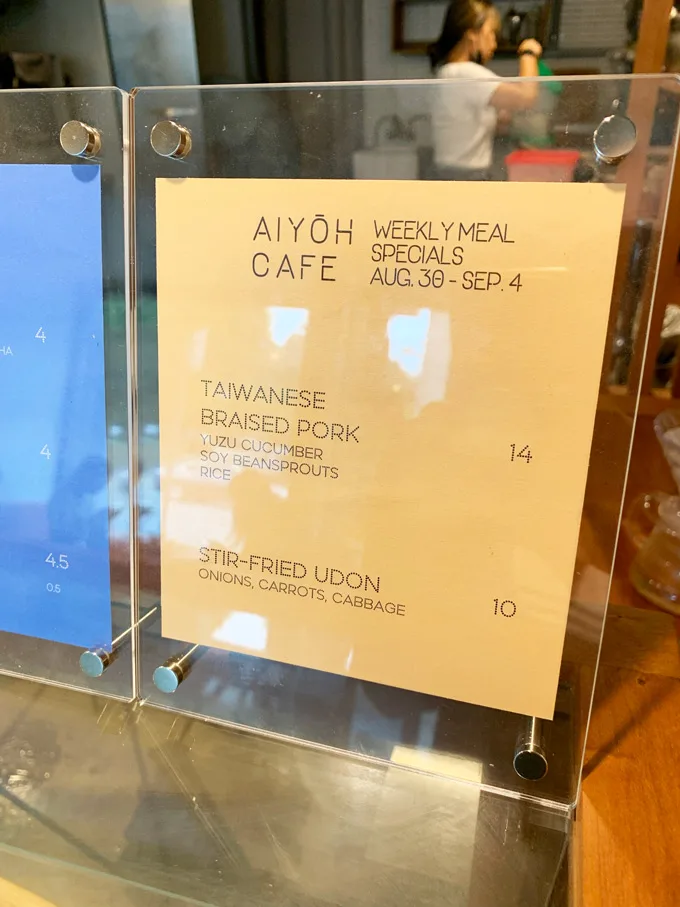 HA
4
4
4.5
0.5
AIYŌH
CAFE
WEEKLY MEAL
SPECIALS
AUG. 30 - SEP. 4
TAIWANESE
BRAISED PORK
YUZU CUCUMBER
SOY BEANSPROUTS
RICE
14
STIR-FRIED UDON
ONIONS, CARROTS, CABBAGE
10